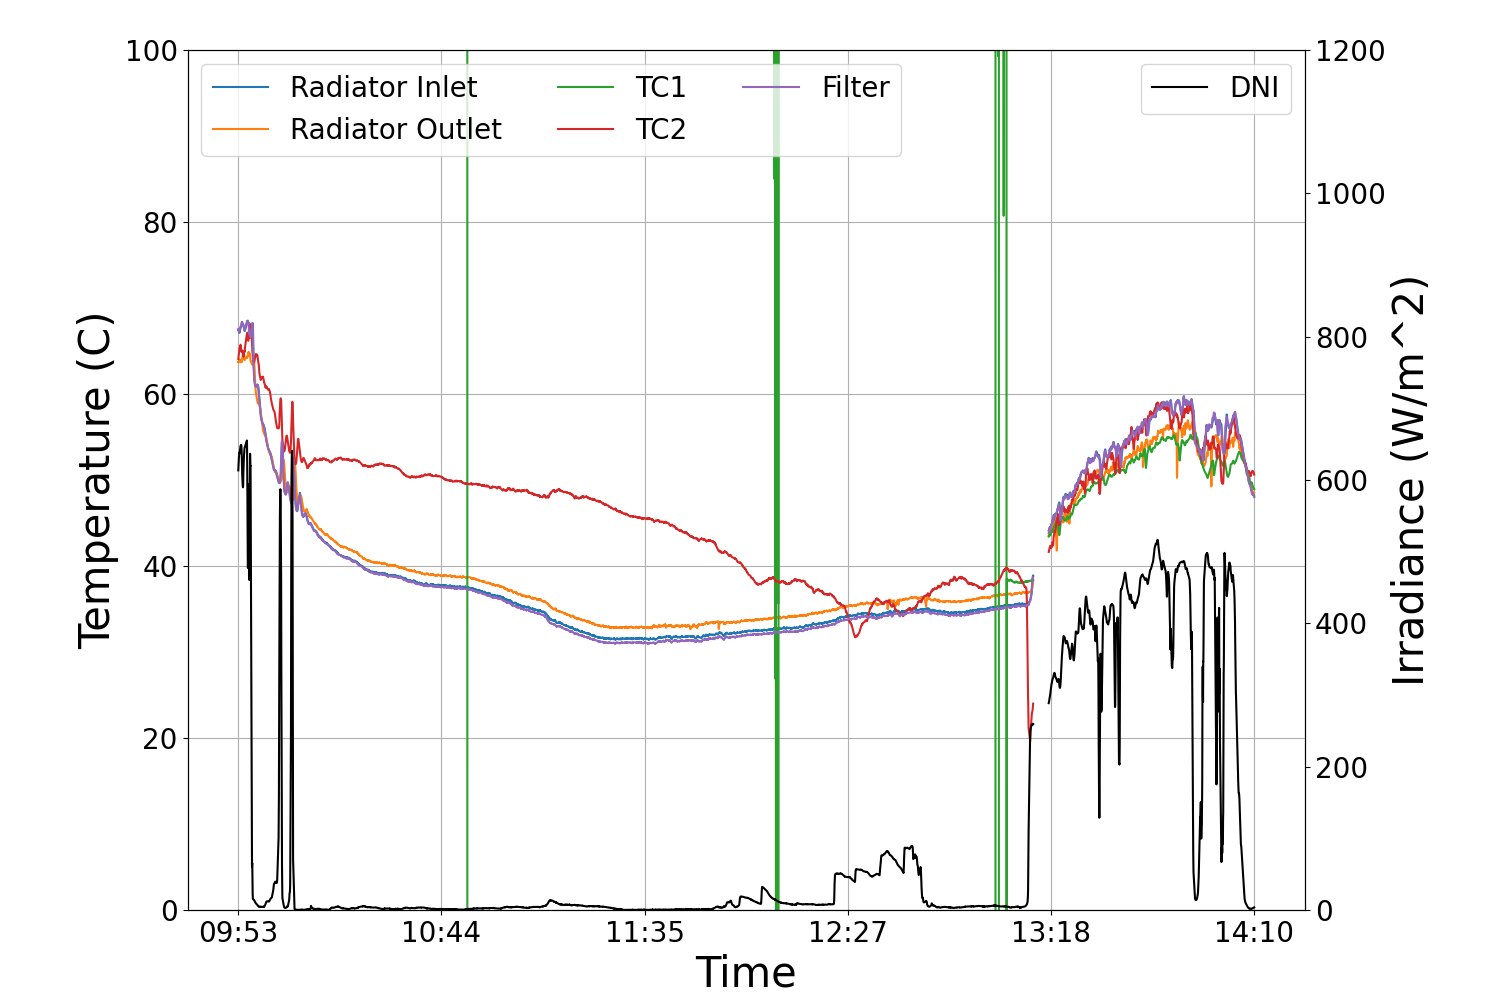 100
80
60
40
20
0
Temperature (C)
Radiator Inlet
Radiator Outlet
TC1
TC2
Filter
DNI
1200
1000
800
600
400
200
0
Irradiance (W/m^2)
09:53 10:44 11:35 12:27 13:18 14:10
Time